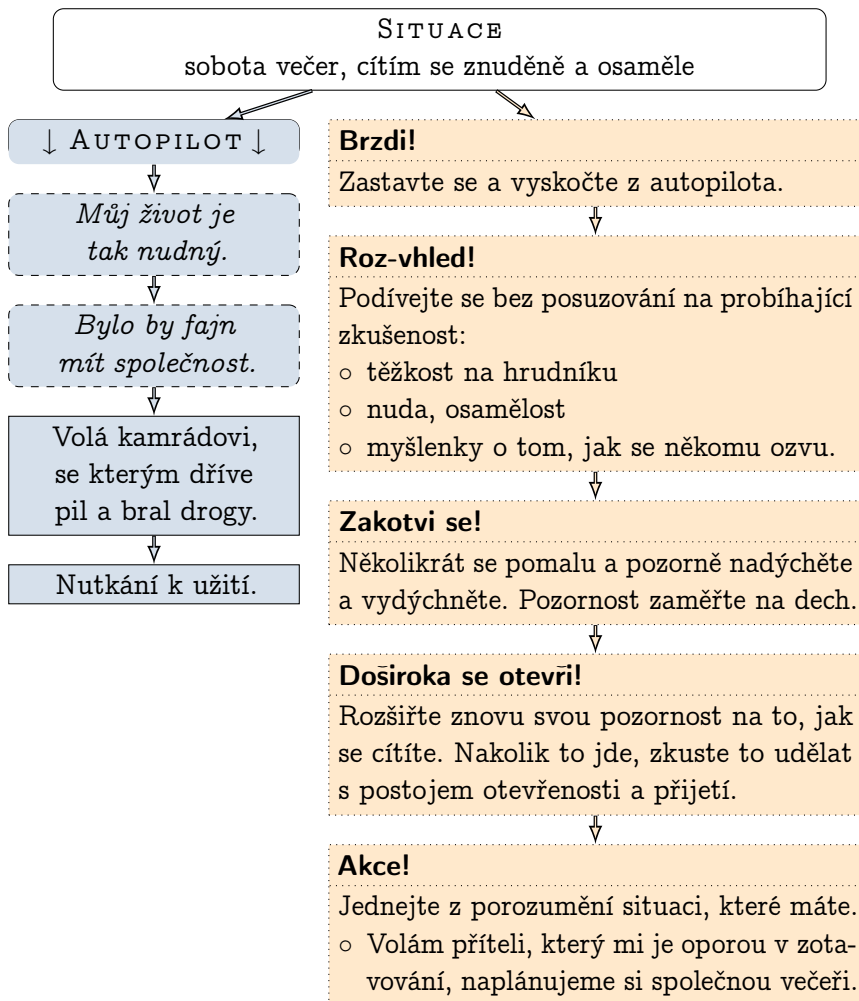 Situace
sobota večer, cítím se znuděně a osaměle
↓ Autopilot ↓
Můj život je
tak nudný.
Bylo by fajn
mít společnost.
Volá kamrádovi,
se kterým dříve
pil a bral drogy.
Nutkání k užití.
Brzdi!
Zastavte se a vyskočte z autopilota.
Roz-vhled!
Podívejte se bez posuzování na probíhající
zkušenost:
○ těžkost na hrudníku
○ nuda, osamělost
○ myšlenky o tom, jak se někomu ozvu.
Zakotvi se!
Několikrát se pomalu a pozorně nadýchěte
a vydýchněte. Pozornost zaměřte na dech.
Doširoka se otevři!
Rozšiřte znovu svou pozornost na to, jak
se cítíte. Nakolik to jde, zkuste to udělat
s postojem otevřenosti a přijetí.
Akce!
Jednejte z porozumění situaci, které máte.
○ Volám příteli, který mi je oporou v zota-
vování, naplánujeme si společnou večeři.